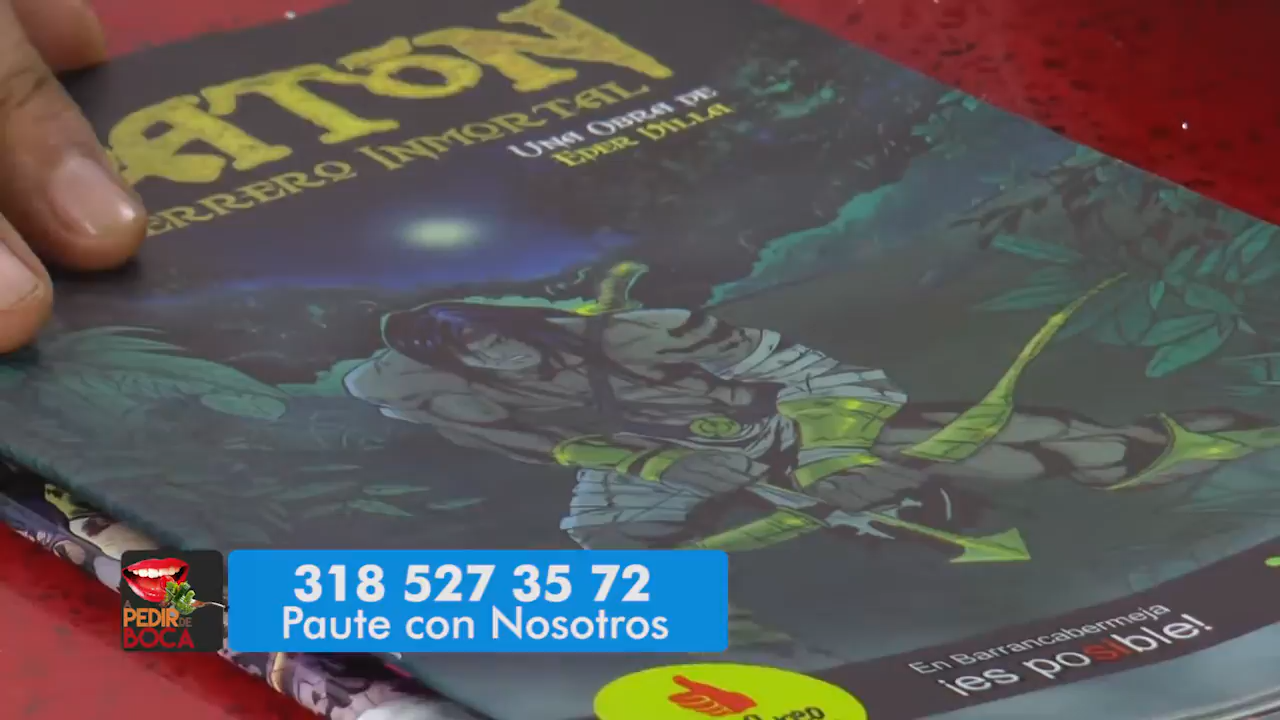 ATÓN
ERRERO INMORTAL
UNA OBRA DE
EPER VILLA
318 527 35 72
Paute con Nosotros
A
PEDIR DE
BOCA
En Barrancabermeja
¡es posible!